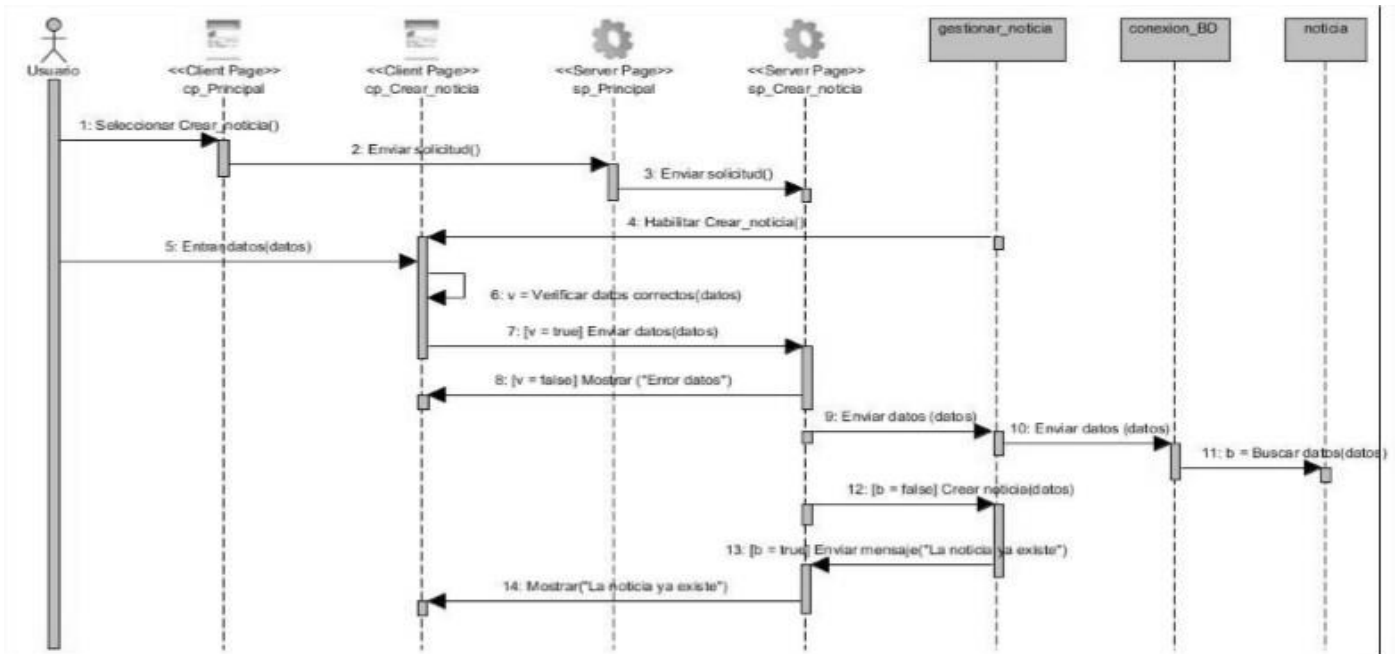 gestionar_noticia
conexion_BD
noticia
Usuario
<<Client Page>>
cp_Principal
<<Client Page>>
cp_Crear_noticia
<<Server Page>>
sp_Principal
<<Server Page>>
sp_Crear_noticia
1: Seleccionar Crear_noticia()
2: Enviar solicitud()
3: Enviar solicitud()
4: Habilitar Crear_noticia()
5: Entrar datos(datos)
6: v = Verificar datos correctos(datos)
7: [v = true] Enviar datos(datos)
8: [v = false] Mostrar ("Error datos")
9: Enviar datos (datos)
10: Enviar datos (datos)
11: b = Buscar datos(datos)
12: [b = false] Crear noticia(datos)
13: [b = true] Enviar mensaje("La noticia ya existe")
14: Mostrar("La noticia ya existe")